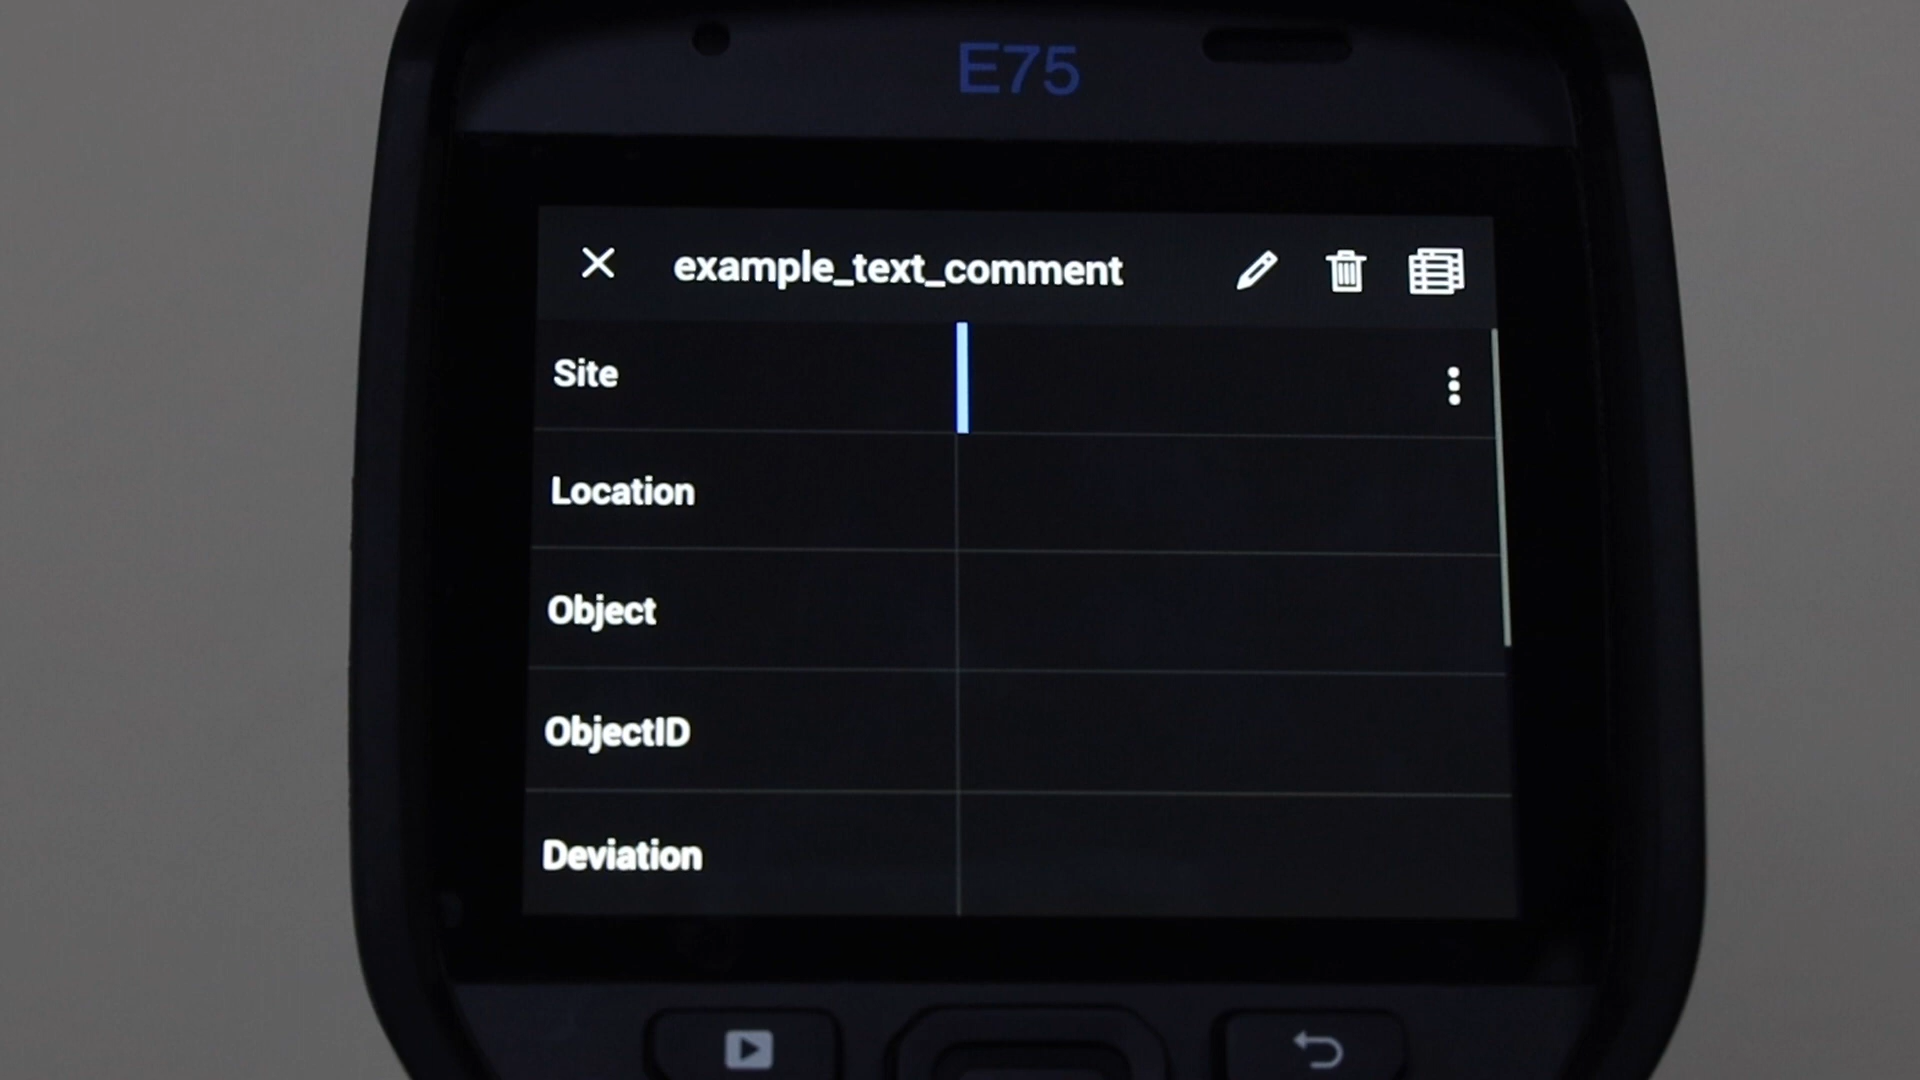 E75
example_text_comment
Site
Location
Object
ObjectID
Deviation